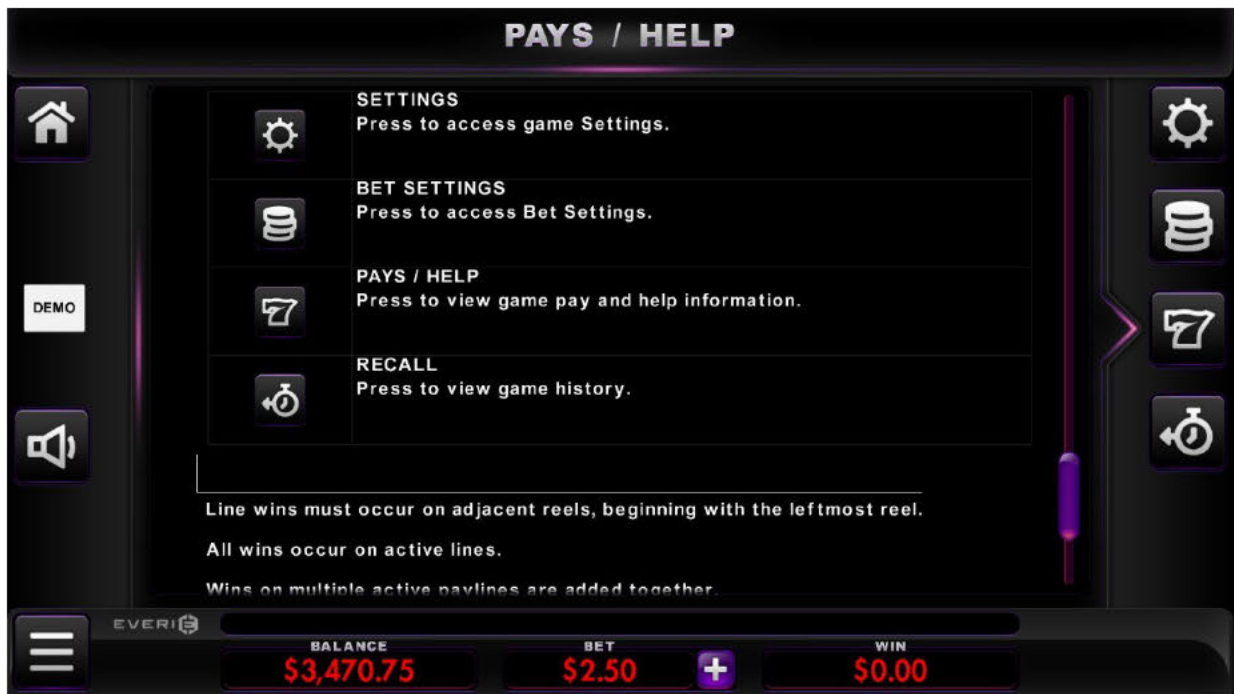 PAYS / HELP
SETTINGS
Press to access game Settings.
BET SETTINGS
Press to access Bet Settings.
PAYS / HELP
Press to view game pay and help information.
RECALL
Press to view game history.
DEMO
Line wins must occur on adjacent reels, beginning with the leftmost reel.
All wins occur on active lines.
Wins on multiple active paylines are added together.
EVERI
BALANCE
$3,470.75
BET
$2.50
+
WIN
$0.00